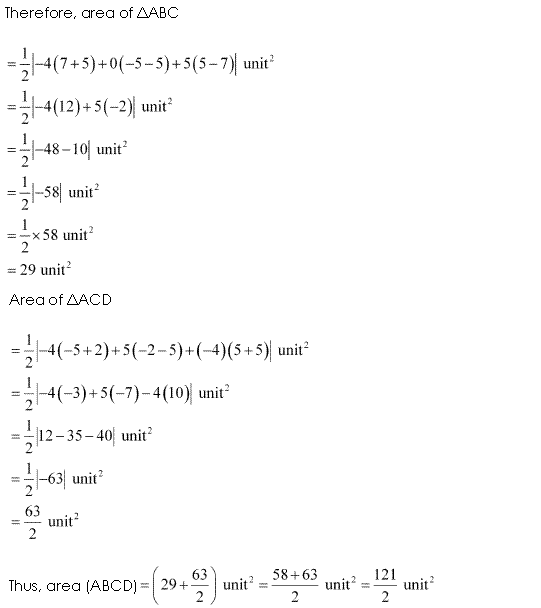 Therefore, area of ΔABC
= 1/2 |−4(7+5)+0(−5−5)+5(5−7)| unit²
= 1/2 |−4(12)+5(−2)| unit²
= 1/2 |−48−10| unit²
= 1/2 |−58| unit²
= 1/2 × 58 unit²
= 29 unit²
Area of ΔACD
= 1/2 |−4(−5+2)+5(−2−5)+(−4)(5+5)| unit²
= 1/2 |−4(−3)+5(−7)−4(10)| unit²
= 1/2 |12−35−40| unit²
= 1/2 |−63| unit²
= 63/2 unit²
Thus, area (ABCD) = (29 + 63/2) unit² = 58+63/2 unit² = 121/2 unit²